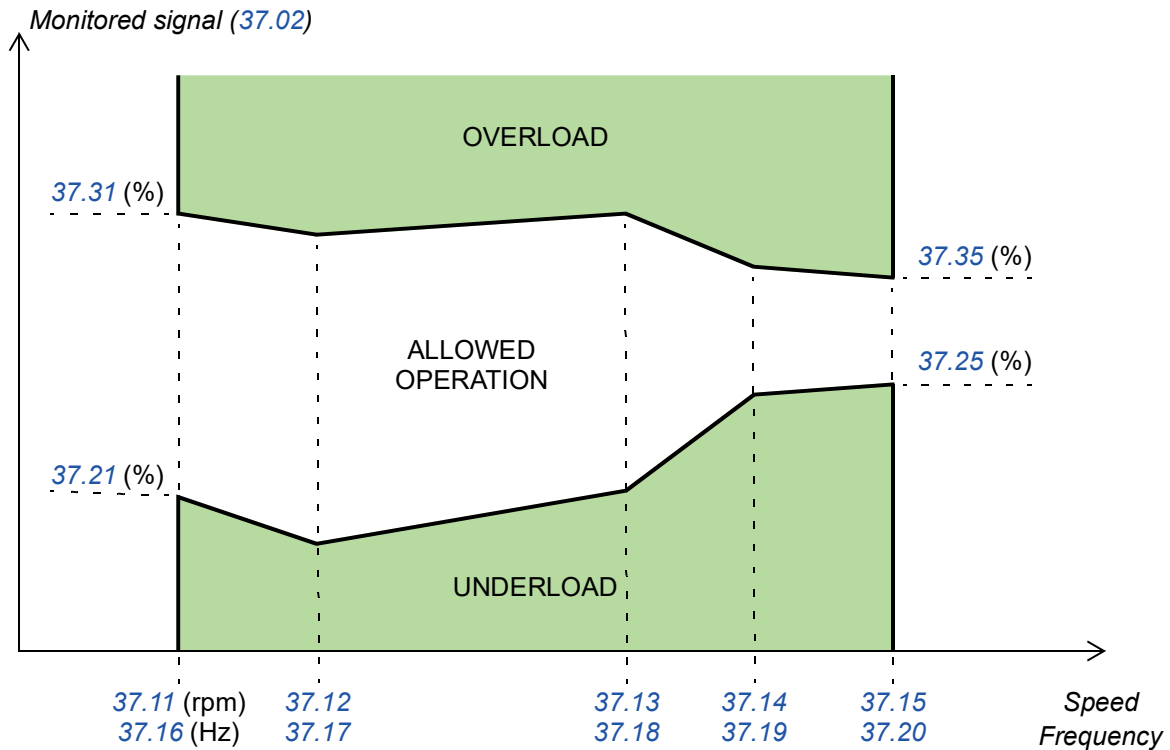 Monitored signal (37.02)
OVERLOAD
37.31 (%)
37.35 (%)
ALLOWED
OPERATION
37.25 (%)
37.21 (%)
UNDERLOAD
37.11 (rpm) 37.12 37.13 37.14 37.15 Speed
37.16 (Hz) 37.17 37.18 37.19 37.20 Frequency